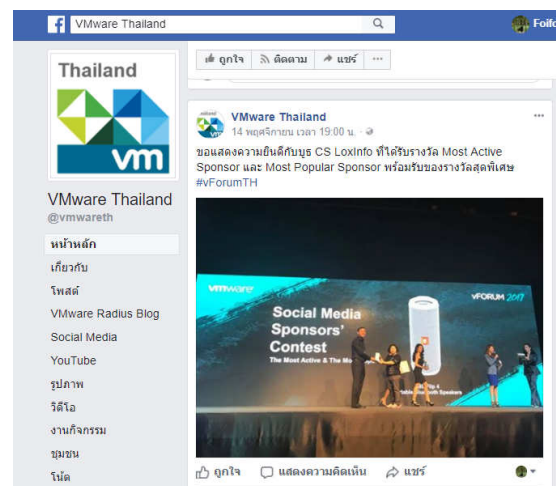 VMware Thailand
Foifo
ถูกใจ ติดตาม แชร์ ...
Thailand
vm
VMware Thailand
@vmwareth
หน้าหลัก
เกี่ยวกับ
โพสต์
VMware Radius Blog
Social Media
YouTube
รูปภาพ
วิดีโอ
งานกิจกรรม
ชุมชน
โน้ต
VMware Thailand
14 พฤศจิกายน เวลา 19:00 น. ·
ขอแสดงความยินดีกับบูธ CS LoxInfo ที่ได้รับรางวัล Most Active
Sponsor และ Most Popular Sponsor พร้อมรับของรางวัลสุดพิเศษ
#vForumTH
vmware
vFORUM 2017
Social Media
Sponsors'
Contest
The Most Active & The Mo
with Speakers
ถูกใจ แสดงความคิดเห็น แชร์